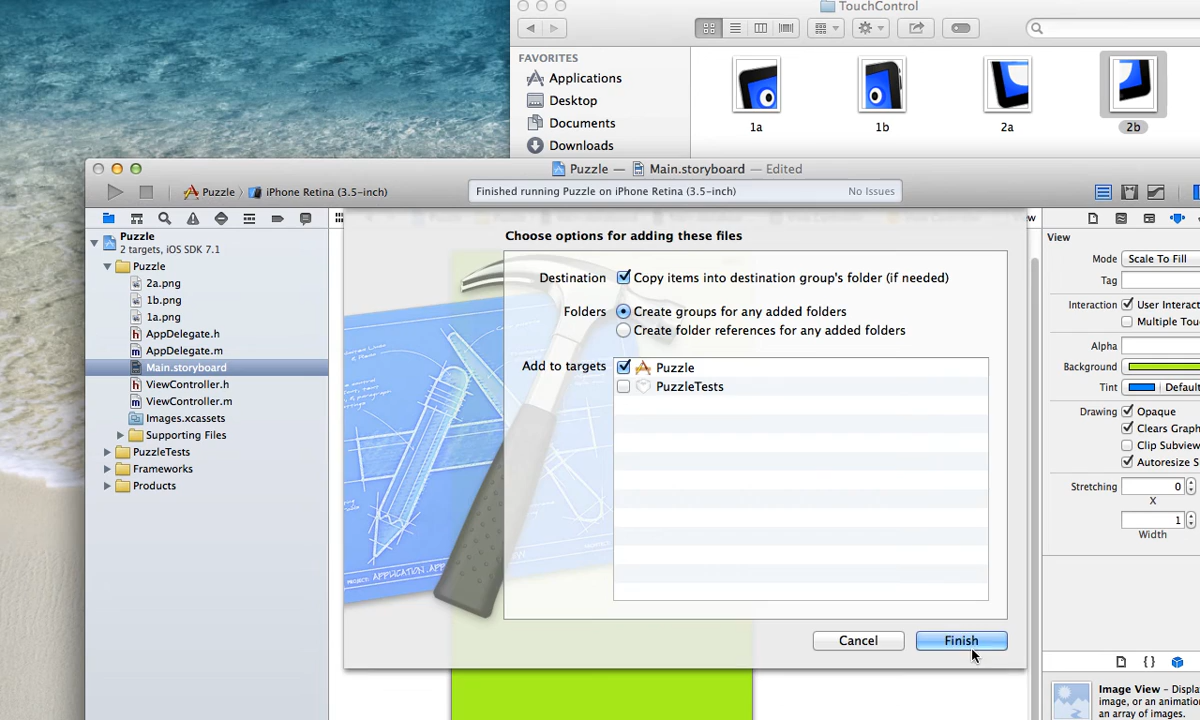 TouchControl
FAVORITES
Applications
Desktop
Documents
Downloads
1a
1b
2a
2b
Puzzle — Main.storyboard — Edited
Puzzle 〉 iPhone Retina (3.5-inch)
Finished running Puzzle on iPhone Retina (3.5-inch)
No Issues
Puzzle
2 targets, iOS SDK 7.1
Puzzle
2a.png
1b.png
1a.png
AppDelegate.h
AppDelegate.m
Main.storyboard
ViewController.h
ViewController.m
Images.xcassets
Supporting Files
PuzzleTests
Frameworks
Products
Choose options for adding these files
Destination
Copy items into destination group's folder (if needed)
Folders
Create groups for any added folders
Create folder references for any added folders
Add to targets
Puzzle
PuzzleTests
Cancel
Finish
View
Mode
Scale To Fill
Tag
Interaction
User Interac
Multiple Tou
Alpha
Background
Tint
Default
Drawing
Opaque
Clears Graph
Clip Subview
Autoresize S
Stretching
0
X
1
Width
Image View - Displa
image, or an animatio
an array of images.